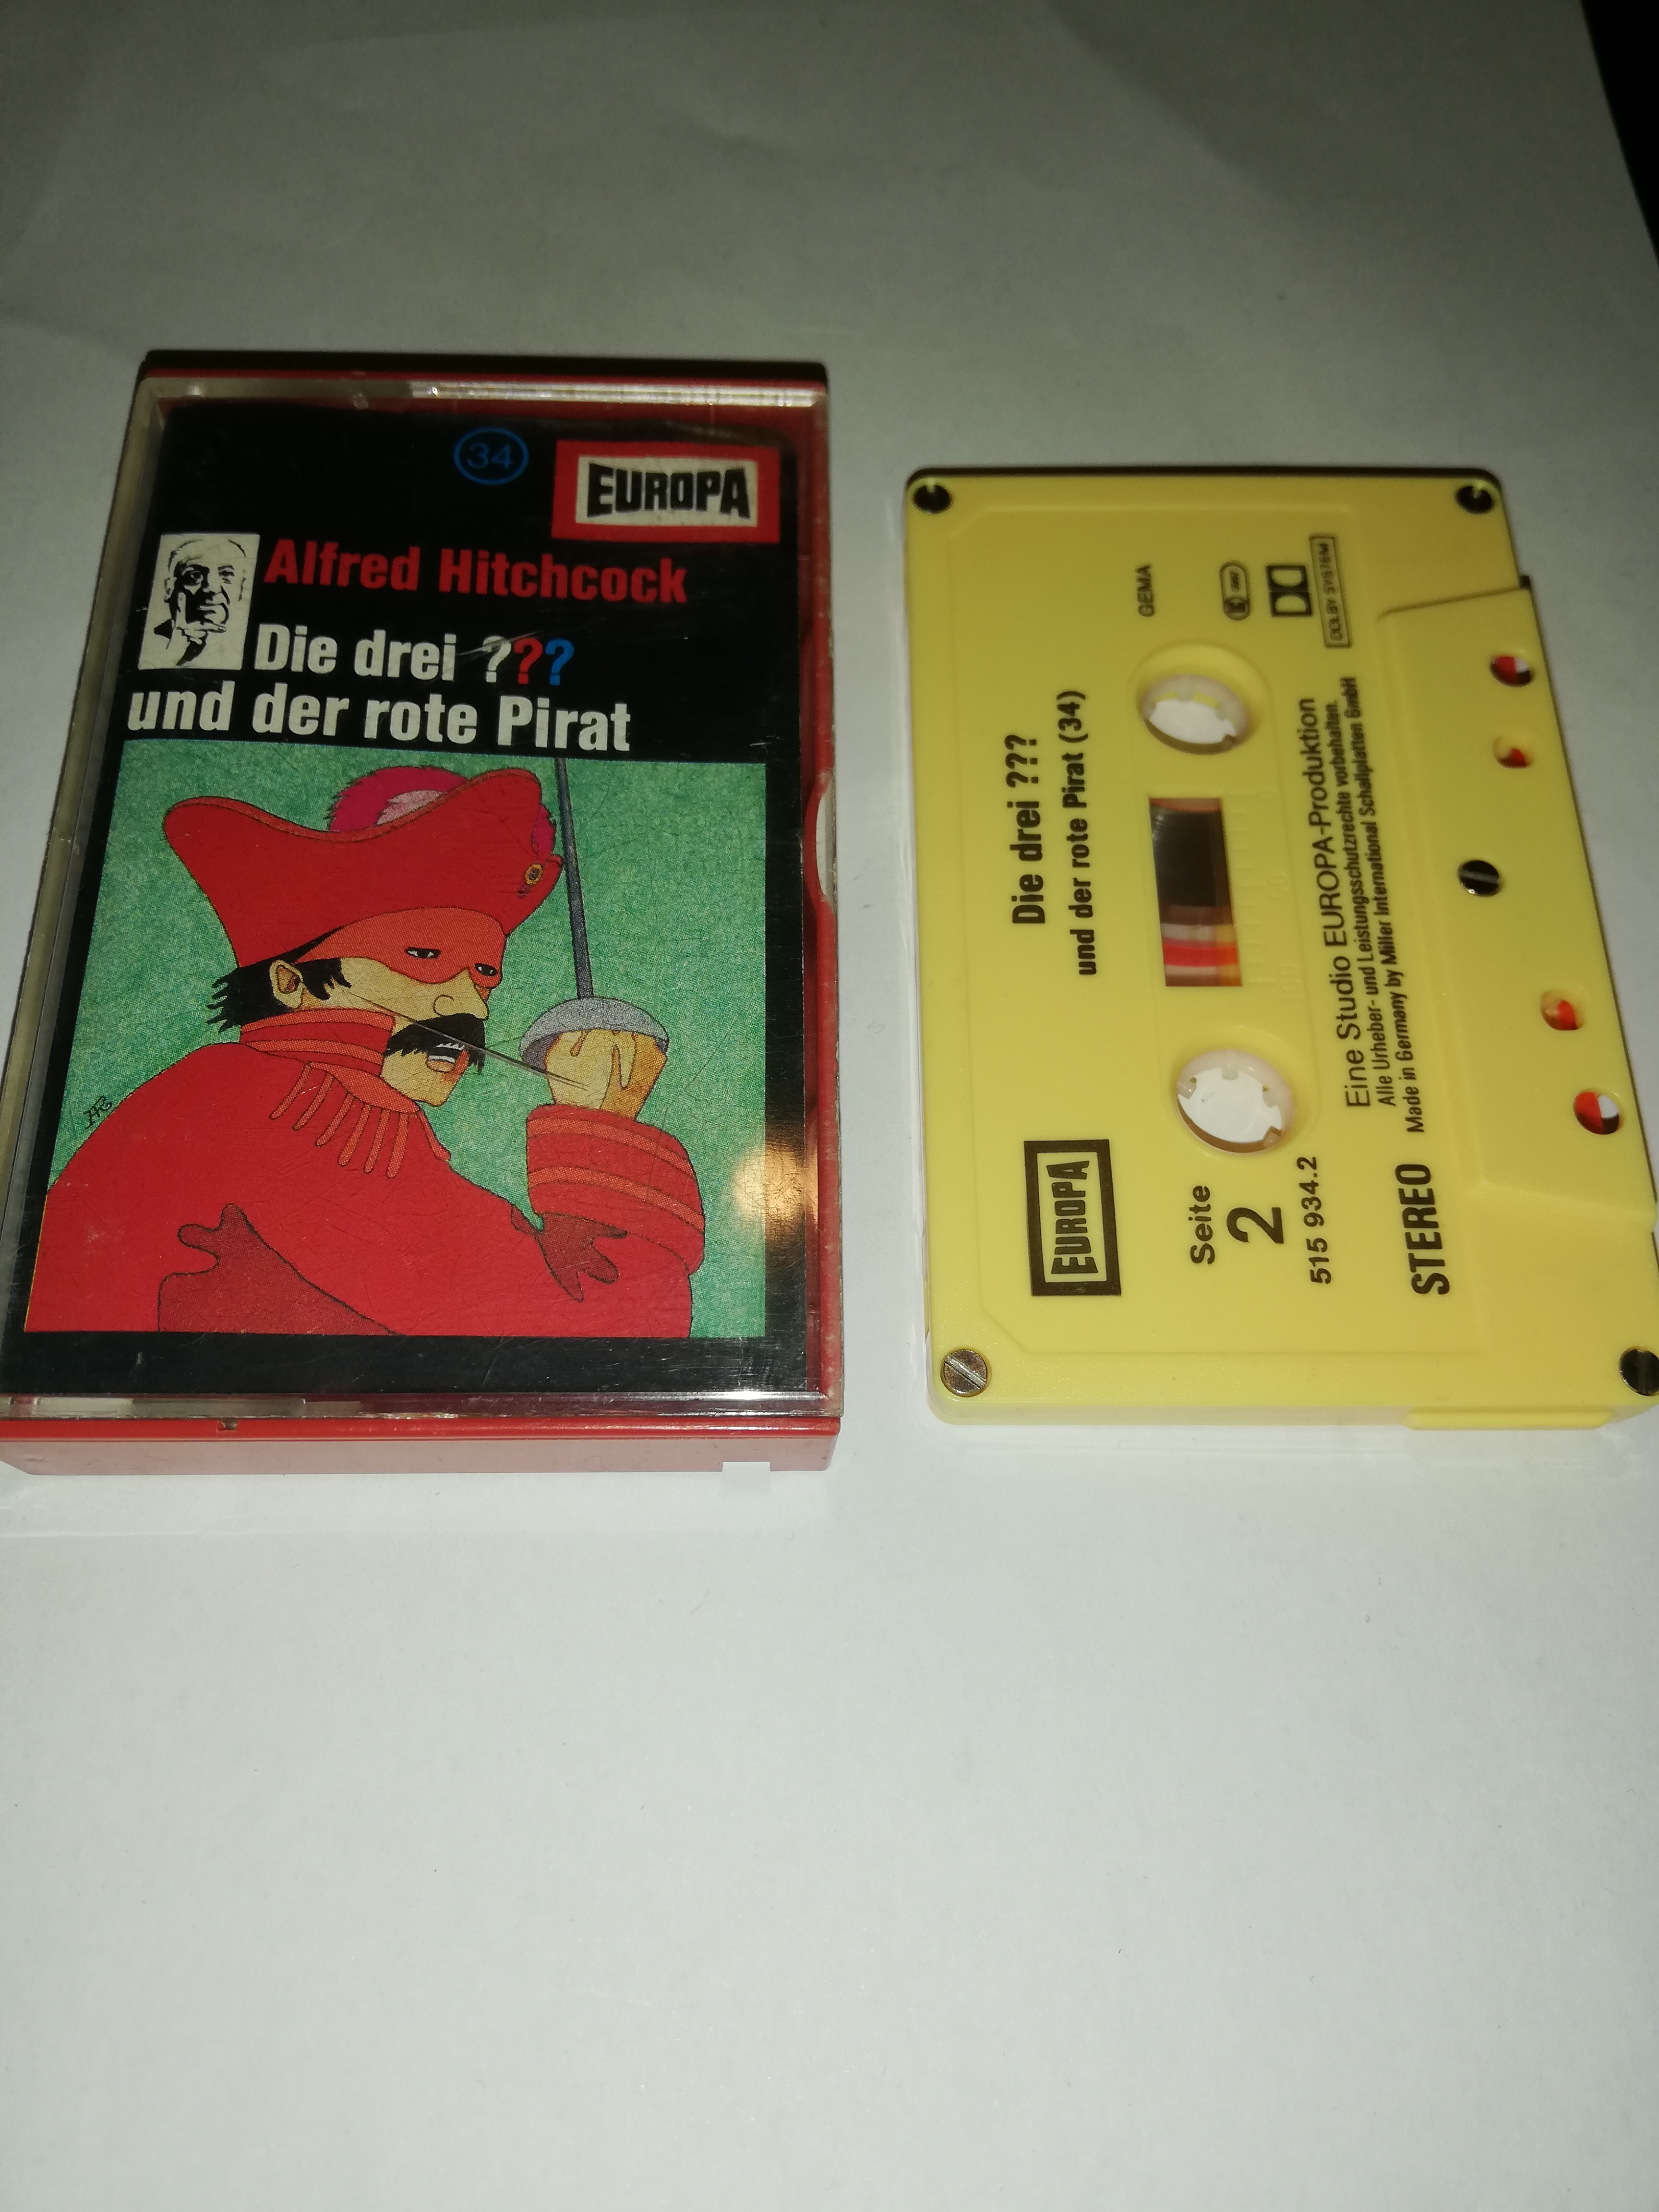 34
EUROPA
Alfred Hitchcock
Die drei ???
und der rote Pirat
Die drei ???
und der rote Pirat (34)
GEMA
DOLBY SYSTEM
EUROPA
Seite
2
515 934.2
Eine Studio EUROPA-Produktion
Alle Urheber- und Leistungsschutzrechte vorbehalten.
Made in Germany by Miller International Schallplatten GmbH
STEREO